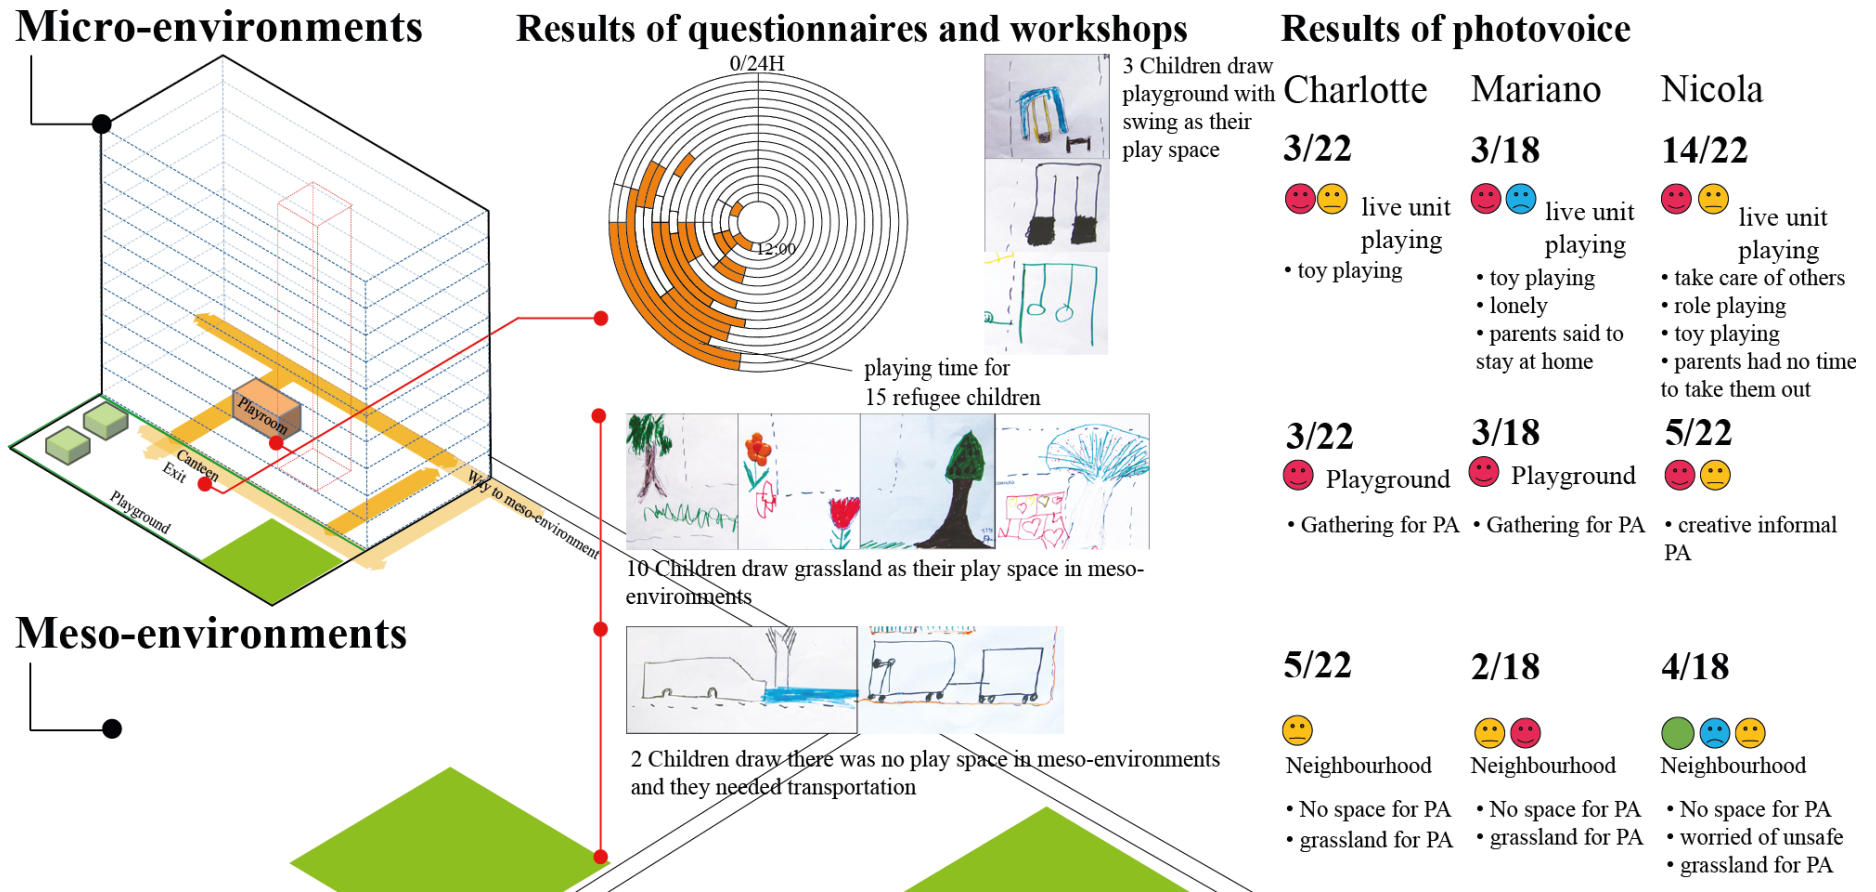 Micro-environments
Results of questionnaires and workshops
Results of photovoice
0/24H
12:00
playing time for
15 refugee children
3 Children draw
playground with
swing as their
play space
Playroom
Canteen
Exit
Playground
Way to meso-environment
10 Children draw grassland as their play space in meso-
environments
2 Children draw there was no play space in meso-environments
and they needed transportation
Meso-environments
Charlotte
3/22
live unit
playing
• toy playing
3/22
Playground
• Gathering for PA
5/22
Neighbourhood
• No space for PA
• grassland for PA
Mariano
3/18
live unit
playing
• toy playing
• lonely
• parents said to
stay at home
3/18
Playground
• Gathering for PA
2/18
Neighbourhood
• No space for PA
• grassland for PA
Nicola
14/22
live unit
playing
• take care of others
• role playing
• toy playing
• parents had no time
to take them out
5/22
• creative informal
PA
4/18
Neighbourhood
• No space for PA
• worried of unsafe
• grassland for PA